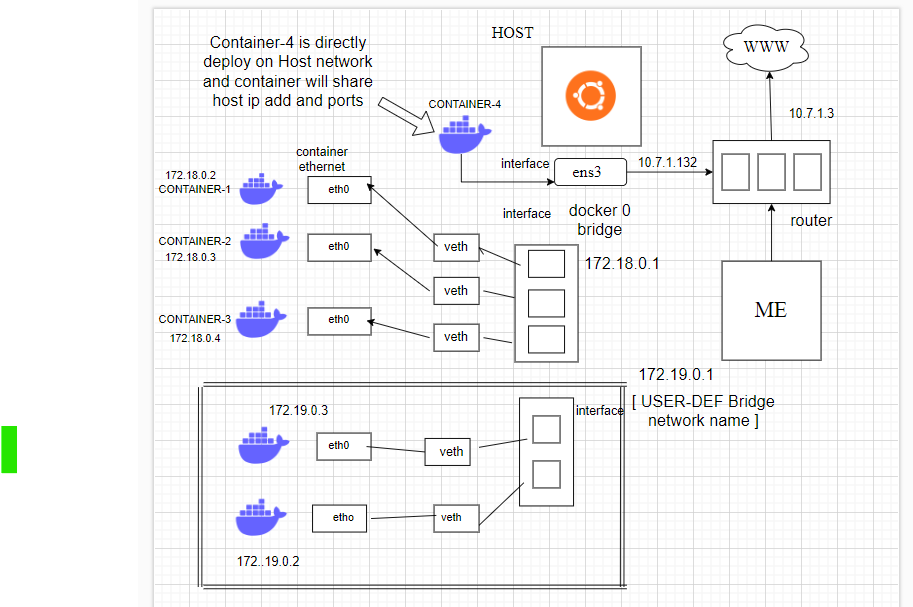 Container-4 is directly
deploy on Host network
and container will share
host ip add and ports
HOST
WWW
10.7.1.3
CONTAINER-4
interface
ens3
10.7.1.132
router
ME
container
ethernet
172.18.0.2
CONTAINER-1
eth0
interface
docker 0
bridge
172.18.0.1
veth
CONTAINER-2
172.18.0.3
eth0
veth
CONTAINER-3
172.18.0.4
eth0
veth
172.19.0.1
[ USER-DEF Bridge
network name ]
172.19.0.3
interface
eth0
veth
etho
veth
172..19.0.2